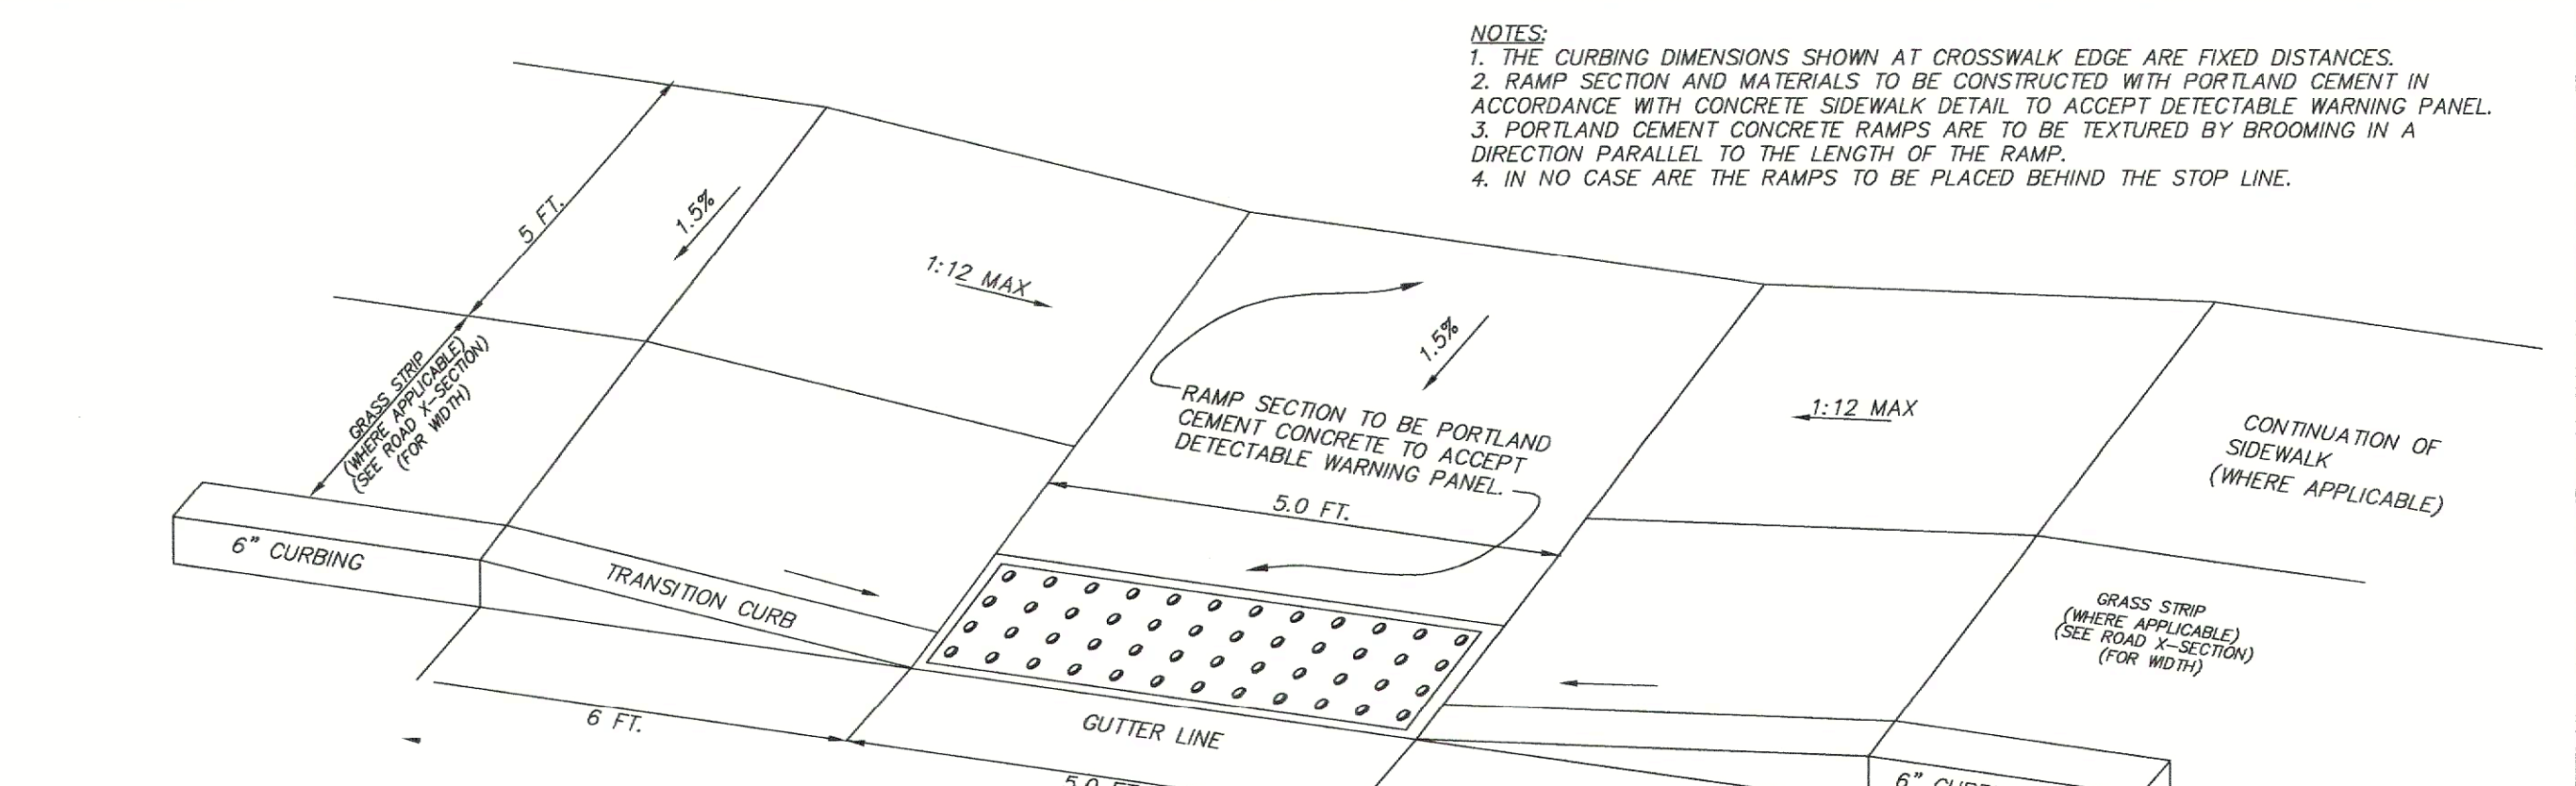 NOTES:
1. THE CURBING DIMENSIONS SHOWN AT CROSSWALK EDGE ARE FIXED DISTANCES.
2. RAMP SECTION AND MATERIALS TO BE CONSTRUCTED WITH PORTLAND CEMENT IN
ACCORDANCE WITH CONCRETE SIDEWALK DETAIL TO ACCEPT DETECTABLE WARNING PANEL.
3. PORTLAND CEMENT CONCRETE RAMPS ARE TO BE TEXTURED BY BROOMING IN A
DIRECTION PARALLEL TO THE LENGTH OF THE RAMP.
4. IN NO CASE ARE THE RAMPS TO BE PLACED BEHIND THE STOP LINE.
5 FT.
1.5%
1:12 MAX
1.5%
1:12 MAX
GRASS STRIP
(WHERE APPLICABLE)
(SEE ROAD X-SECTION)
(FOR WIDTH)
RAMP SECTION TO BE PORTLAND
CEMENT CONCRETE TO ACCEPT
DETECTABLE WARNING PANEL.
5.0 FT.
CONTINUATION OF
SIDEWALK
(WHERE APPLICABLE)
6" CURBING
TRANSITION CURB
GRASS STRIP
(WHERE APPLICABLE)
(SEE ROAD X-SECTION)
(FOR WIDTH)
6 FT.
GUTTER LINE
5.0 FT
6"